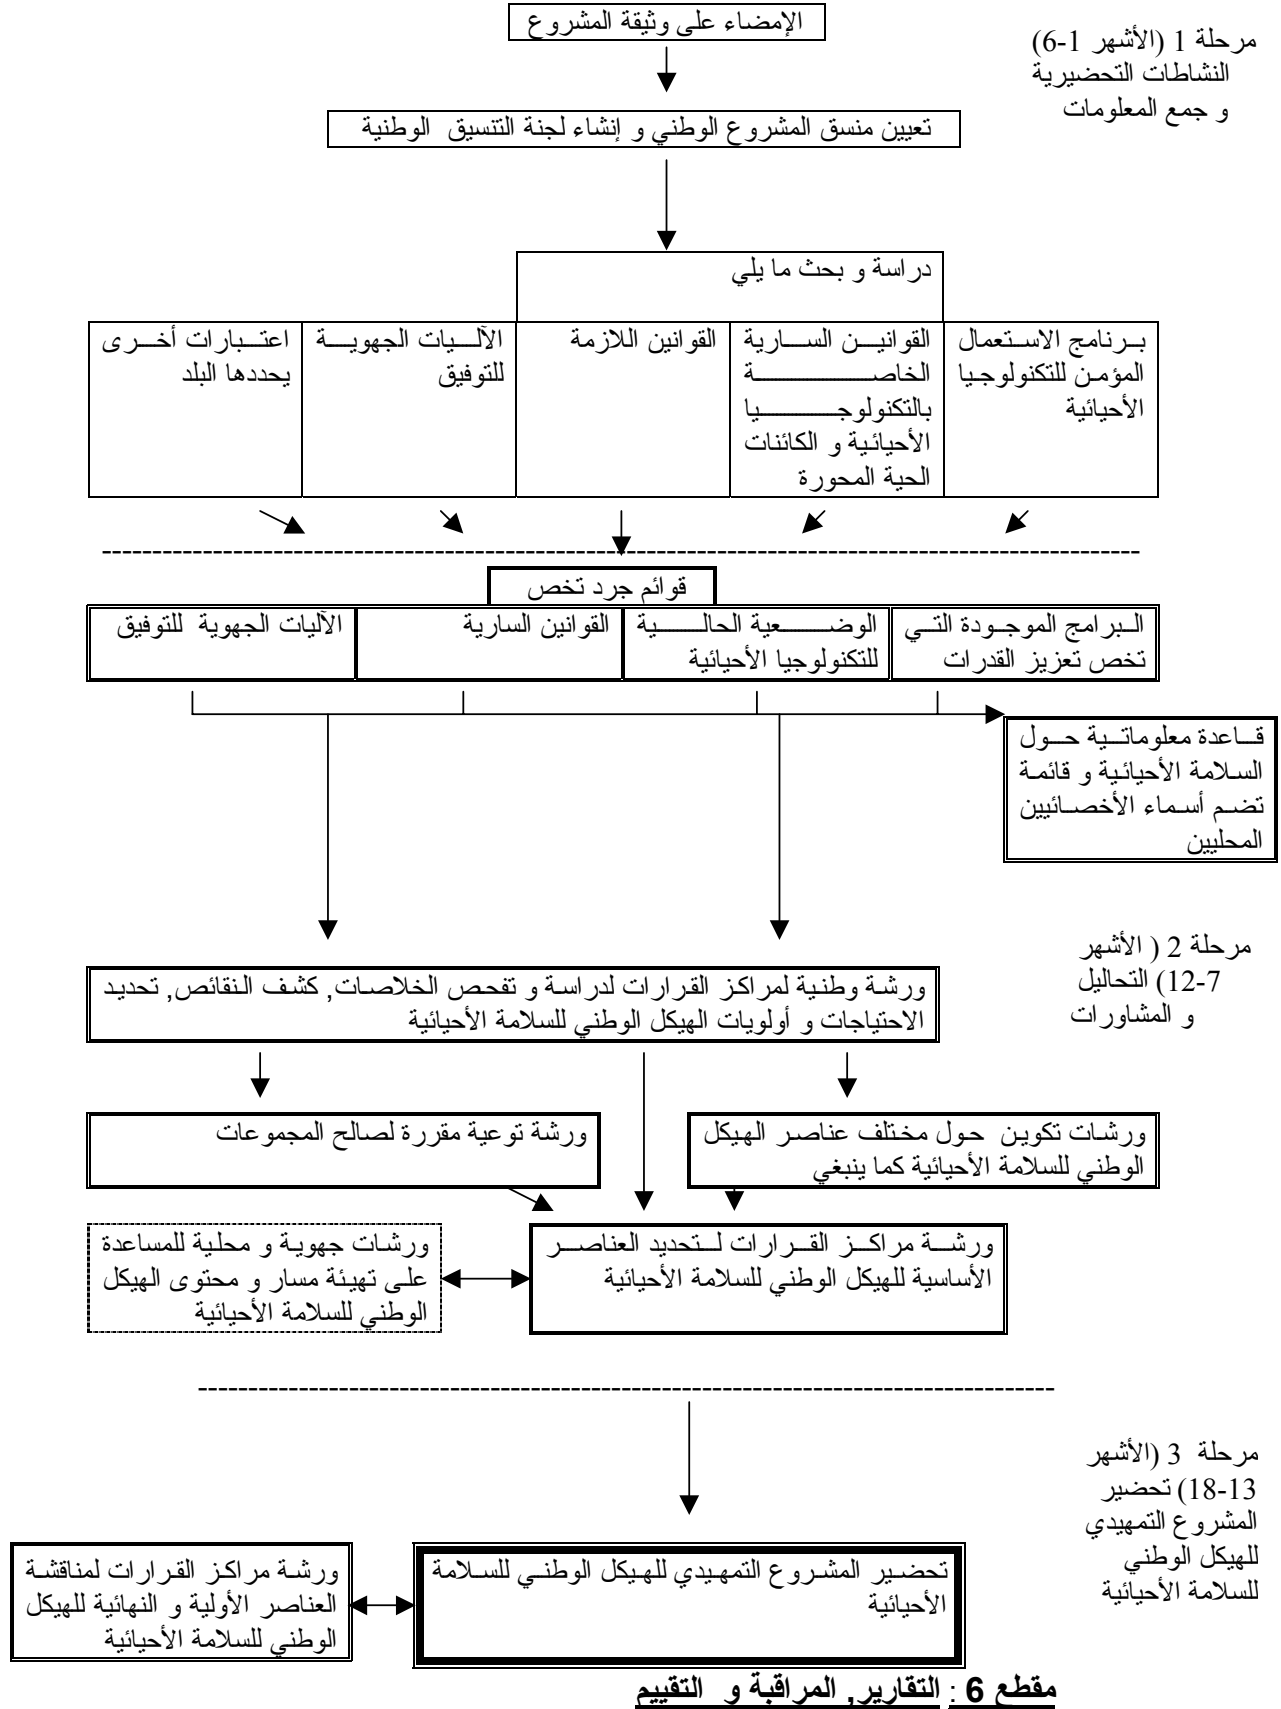 الإمضاء على وثيقة المشروع
مرحلة 1 (الأشهر 1-6)
النشاطات التحضيرية
و جمع المعلومات
تعيين منسق المشروع الوطني و إنشاء لجنة التنسيق الوطنية
دراسة و بحث ما يلي
برنامج الاستعمال
المؤمن للتكنولوجيا
الأحيائية
القوانين السارية
الخاصة
بالتكنولوجيا
الأحيائية و الكائنات
الحية المحورة
القوانين اللازمة
الآليات الجهوية
للتوفيق
اعتبارات أخرى
يحددها البلد
قوائم جرد تخص
البرامج الموجودة التي
تخص تعزيز القدرات
الوضعية الحالية
للتكنولوجيا الأحيائية
القوانين السارية
الآليات الجهوية للتوفيق
قاعدة معلوماتية حول
السلامة الأحيائية و قائمة
تضم أسماء الأخصائيين
المحليين
مرحلة 2 ( الأشهر
7-12) التحاليل
و المشاورات
ورشة وطنية لمراكز القرارات لدراسة و تفحص الخلاصات, كشف النقائص, تحديد
الاحتياجات و أولويات الهيكل الوطني للسلامة الأحيائية
ورشات تكوين حول مختلف عناصر الهيكل
الوطني للسلامة الأحيائية كما ينبغي
ورشة توعية مقررة لصالح المجموعات
ورشة مراكز القرارات لتحديد العناصر
الأساسية للهيكل الوطني للسلامة الأحيائية
ورشات جهوية و محلية للمساعدة
على تهيئة مسار و محتوى الهيكل
الوطني للسلامة الأحيائية
مرحلة 3 (الأشهر
13-18) تحضير
المشروع التمهيدي
للهيكل الوطني
للسلامة الأحيائية
تحضير المشروع التمهيدي للهيكل الوطني للسلامة
الأحيائية
ورشة مراكز القرارات لمناقشة
العناصر الأولية و النهائية للهيكل
الوطني للسلامة الأحيائية
مقطع 6 : التقارير, المراقبة و التقييم